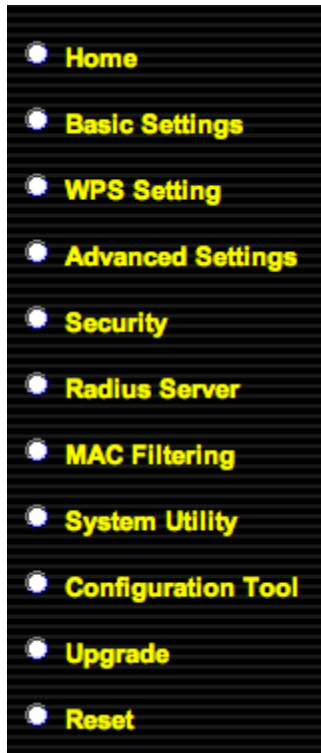 Home
Basic Settings
WPS Setting
Advanced Settings
Security
Radius Server
MAC Filtering
System Utility
Configuration Tool
Upgrade
Reset